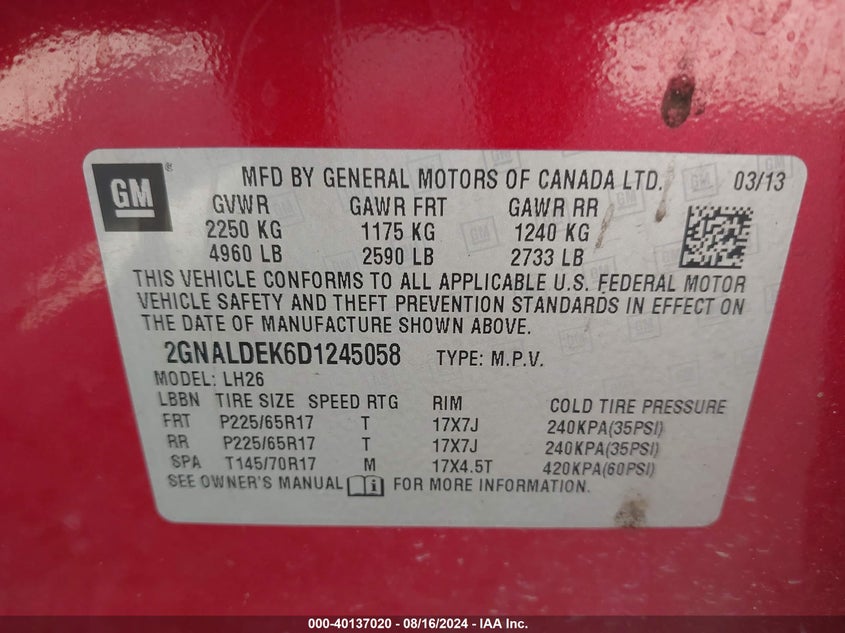 GM® MFD BY GENERAL MOTORS OF CANADA LTD. 03/13
GVWR GAWR FRT GAWR RR
2250 KG 1175 KG 1240 KG
4960 LB 2590 LB 2733 LB
THIS VEHICLE CONFORMS TO ALL APPLICABLE U.S. FEDERAL MOTOR
VEHICLE SAFETY AND THEFT PREVENTION STANDARDS IN EFFECT ON
THE DATE OF MANUFACTURE SHOWN ABOVE.
2GNALDEK6D1245058 TYPE: M.P.V.
MODEL: LH26
LBBN TIRE SIZE SPEED RTG RIM COLD TIRE PRESSURE
FRT P225/65R17 T 17X7J 240KPA(35PSI)
RR P225/65R17 T 17X7J 240KPA(35PSI)
SPA T145/70R17 M 17X4.5T 420KPA(60PSI)
SEE OWNER'S MANUAL i FOR MORE INFORMATION.
000-40137020 - 08/16/2024 - IAA Inc.